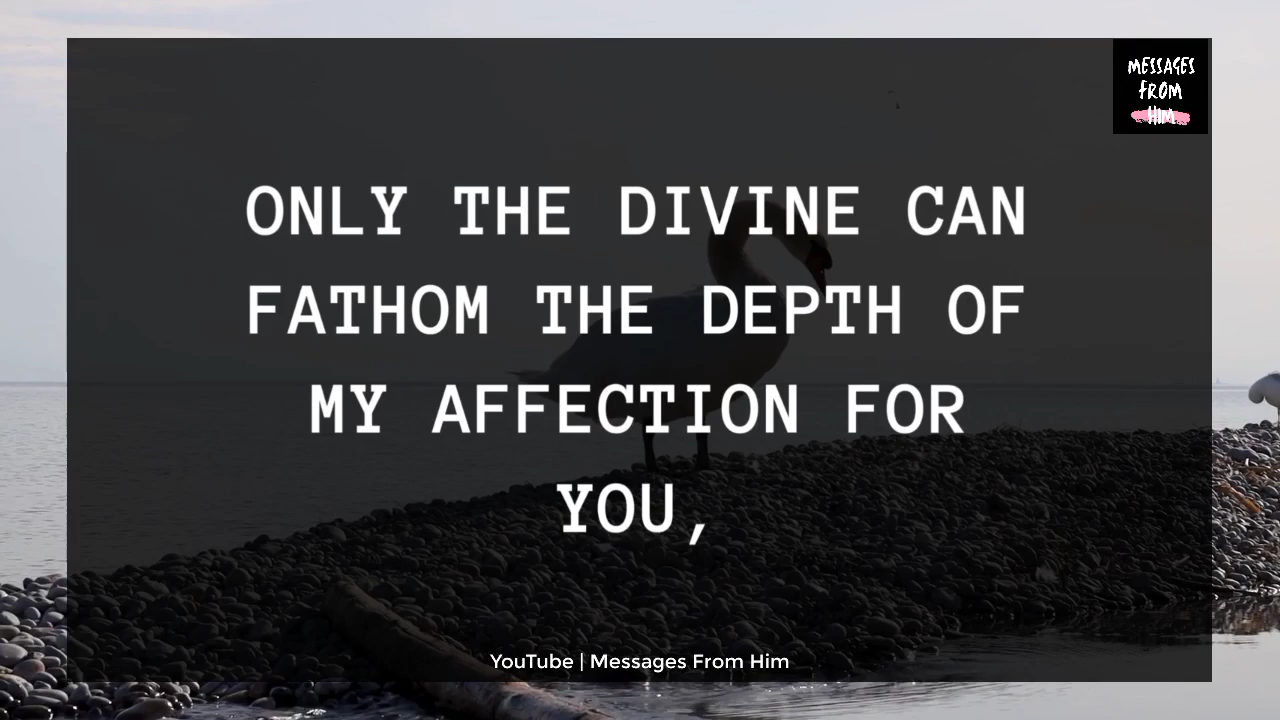 MESSAGES
FROM
HIM
ONLY THE DIVINE CAN
FATHOM THE DEPTH OF
MY AFFECTION FOR
YOU,
YouTube | Messages From Him